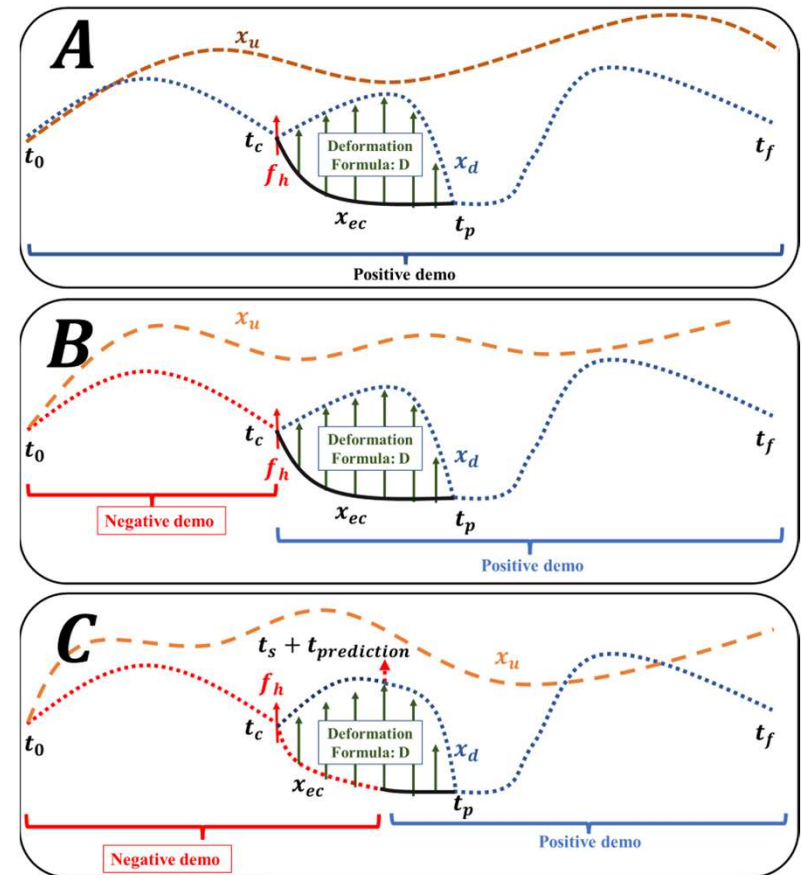 A
x_u
t_0
t_c
f_h
Deformation
Formula: D
x_d
x_ec
t_p
t_f
Positive demo
B
x_u
t_0
t_c
f_h
Deformation
Formula: D
x_d
x_ec
t_p
t_f
Negative demo
Positive demo
C
t_s + t_prediction
x_u
f_h
t_0
t_c
Deformation
Formula: D
x_d
x_ec
t_p
t_f
Negative demo
Positive demo